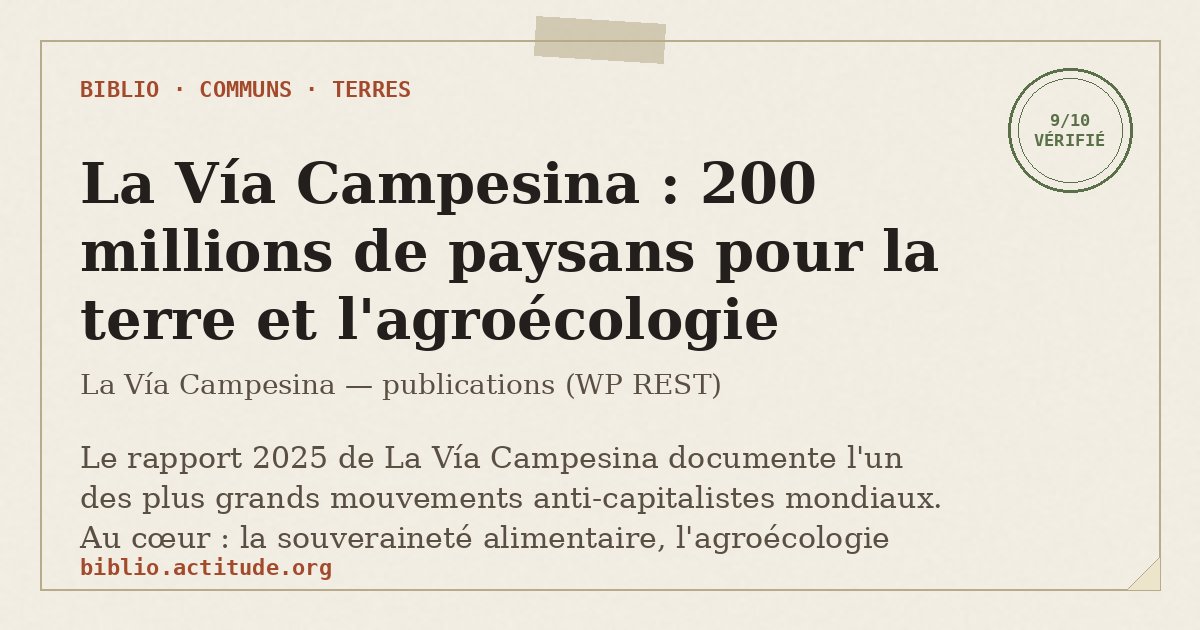 BIBLIO · COMMUNS · TERRES
9/10
VÉRIFIÉ
La Vía Campesina : 200
millions de paysans pour la
terre et l'agroécologie
La Vía Campesina — publications (WP REST)
Le rapport 2025 de La Vía Campesina documente l'un
des plus grands mouvements anti-capitalistes mondiaux.
Au cœur : la souveraineté alimentaire, l'agroécologie
biblio.actitude.org